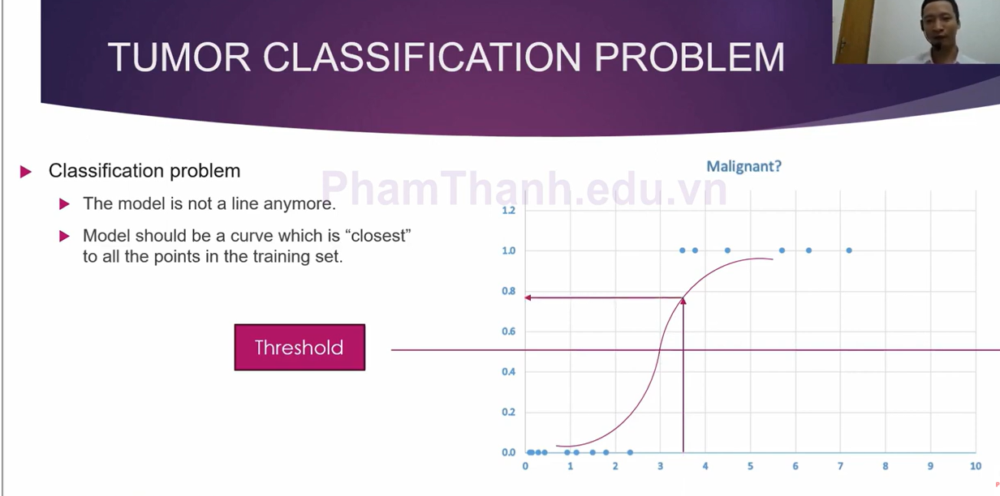 TUMOR CLASSIFICATION PROBLEM
Classification problem
The model is not a line anymore.
Model should be a curve which is “closest”
to all the points in the training set.
Threshold
PhamThanh.edu.vn
Malignant?
1.2
1.0
0.8
0.6
0.4
0.2
0.0
0 1 2 3 4 5 6 7 8 9 10
P